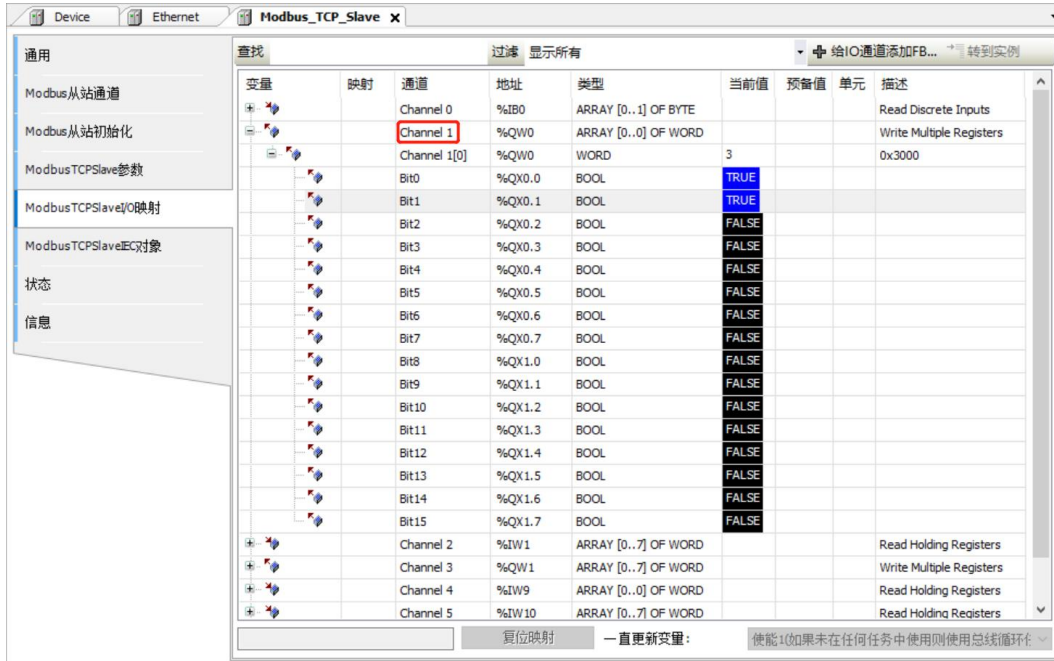 Device Ethernet Modbus_TCP_Slave
通用
Modbus从站通道
Modbus从站初始化
ModbusTCPSlave参数
ModbusTCPSlaveI/O映射
ModbusTCPSlaveIEC对象
状态
信息
查找 过滤 显示所有 给IO通道添加FB... 转到实例
变量 映射 通道 地址 类型 当前值 预备值 单元 描述
Channel 0 %IB0 ARRAY [0..1] OF BYTE Read Discrete Inputs
Channel 1 %QW0 ARRAY [0..0] OF WORD Write Multiple Registers
Channel 1[0] %QW0 WORD 3 0x3000
Bit0 %QX0.0 BOOL TRUE
Bit1 %QX0.1 BOOL TRUE
Bit2 %QX0.2 BOOL FALSE
Bit3 %QX0.3 BOOL FALSE
Bit4 %QX0.4 BOOL FALSE
Bit5 %QX0.5 BOOL FALSE
Bit6 %QX0.6 BOOL FALSE
Bit7 %QX0.7 BOOL FALSE
Bit8 %QX1.0 BOOL FALSE
Bit9 %QX1.1 BOOL FALSE
Bit10 %QX1.2 BOOL FALSE
Bit11 %QX1.3 BOOL FALSE
Bit12 %QX1.4 BOOL FALSE
Bit13 %QX1.5 BOOL FALSE
Bit14 %QX1.6 BOOL FALSE
Bit15 %QX1.7 BOOL FALSE
Channel 2 %IW1 ARRAY [0..7] OF WORD Read Holding Registers
Channel 3 %QW1 ARRAY [0..7] OF WORD Write Multiple Registers
Channel 4 %IW9 ARRAY [0..0] OF WORD Read Holding Registers
Channel 5 %IW10 ARRAY [0..7] OF WORD Read Holding Registers
复位映射 一直更新变量: 使能1(如果未在任何任务中使用则使用总线循环